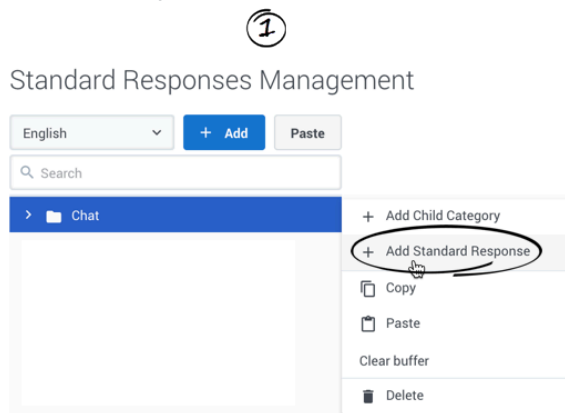 1
Standard Responses Management
English
+ Add
Paste
Search
Chat
+ Add Child Category
+ Add Standard Response
Copy
Paste
Clear buffer
Delete